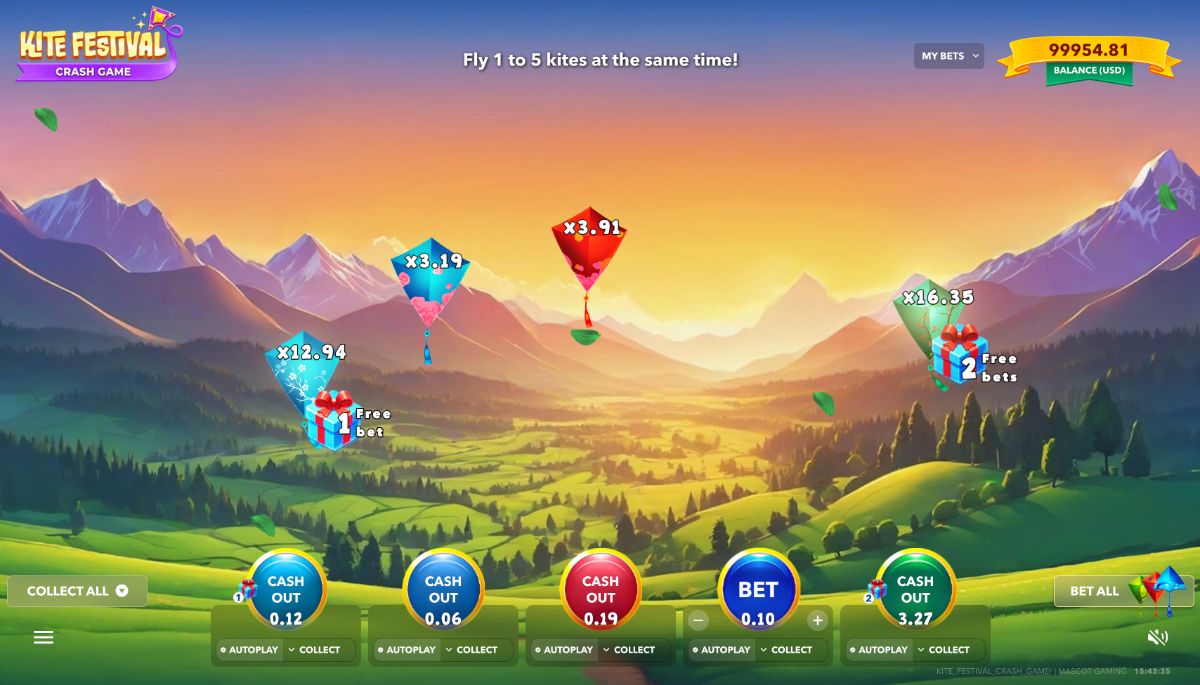 KITE FESTIVAL
CRASH GAME
Fly 1 to 5 kites at the same time!
MY BETS
99954.81
BALANCE (USD)
x3.91
x3.19
x16.35
x12.94
2 Free
bets
1 Free
bet
COLLECT ALL
1
CASH
OUT
0.12
CASH
OUT
0.06
CASH
OUT
0.19
BET
0.10
2
CASH
OUT
3.27
BET ALL
AUTOPLAY COLLECT
AUTOPLAY COLLECT
AUTOPLAY COLLECT
AUTOPLAY COLLECT
AUTOPLAY COLLECT
KITE_FESTIVAL_CRASH_GAME! | MASCOT GAMING 15:43:35